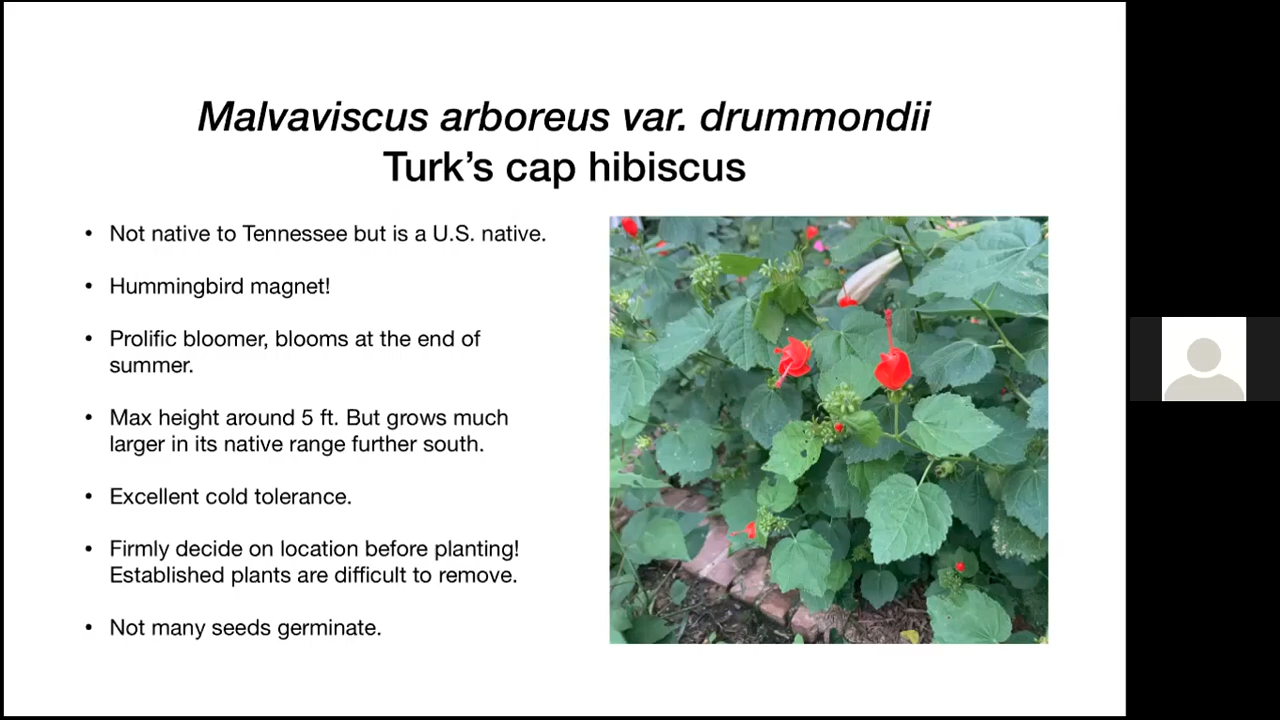 Malvaviscus arboreus var. drummondii
Turk’s cap hibiscus
• Not native to Tennessee but is a U.S. native.
• Hummingbird magnet!
• Prolific bloomer, blooms at the end of
summer.
• Max height around 5 ft. But grows much
larger in its native range further south.
• Excellent cold tolerance.
• Firmly decide on location before planting!
Established plants are difficult to remove.
• Not many seeds germinate.